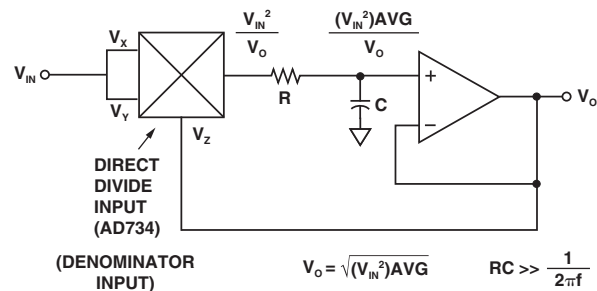 V_IN
V_X
V_Y
V_Z
V_IN²
V_O
R
(V_IN²)AVG
V_O
C
+
−
V_O
DIRECT
DIVIDE
INPUT
(AD734)
(DENOMINATOR
INPUT)
V_O = √(V_IN²)AVG
RC >> 1/2πf